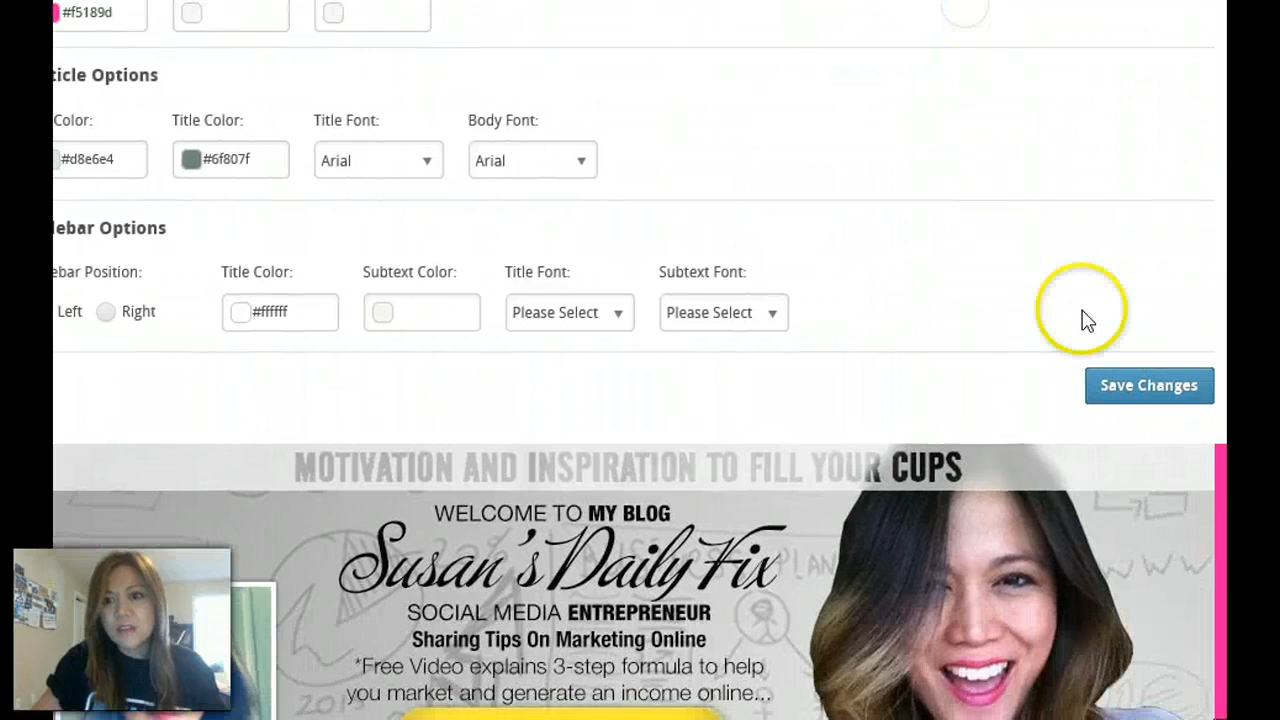 #f5189d
ticle Options
Color: Title Color: Title Font: Body Font:
#d8e6e4 #6f807f Arial Arial
lebar Options
ebar Position: Title Color: Subtext Color: Title Font: Subtext Font:
Left Right #ffffff Please Select Please Select
Save Changes
MOTIVATION AND INSPIRATION TO FILL YOUR CUPS
WELCOME TO MY BLOG
Susan's Daily Fix
SOCIAL MEDIA ENTREPRENEUR
Sharing Tips On Marketing Online
*Free Video explains 3-step formula to help
you market and generate an income online...